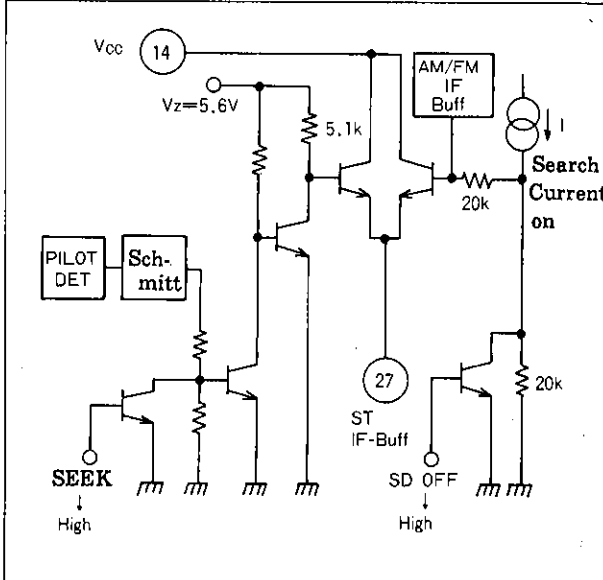 Vcc 14
AM/FM
IF
Buff
Vz=5.6V
5.1k
I
Search
Current
on
20k
PILOT
DET
Sch-
mitt
27
ST
IF-Buff
20k
SEEK
High
SD OFF
High